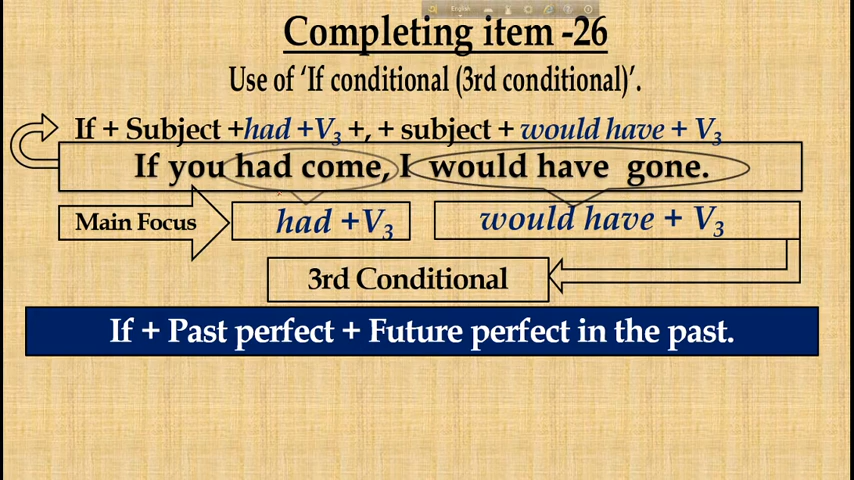 English
Completing item -26
Use of ‘If conditional (3rd conditional)’.
If + Subject +had +V3 +, + subject + would have + V3
If you had come, I would have gone.
Main Focus had +V3 would have + V3
3rd Conditional
If + Past perfect + Future perfect in the past.